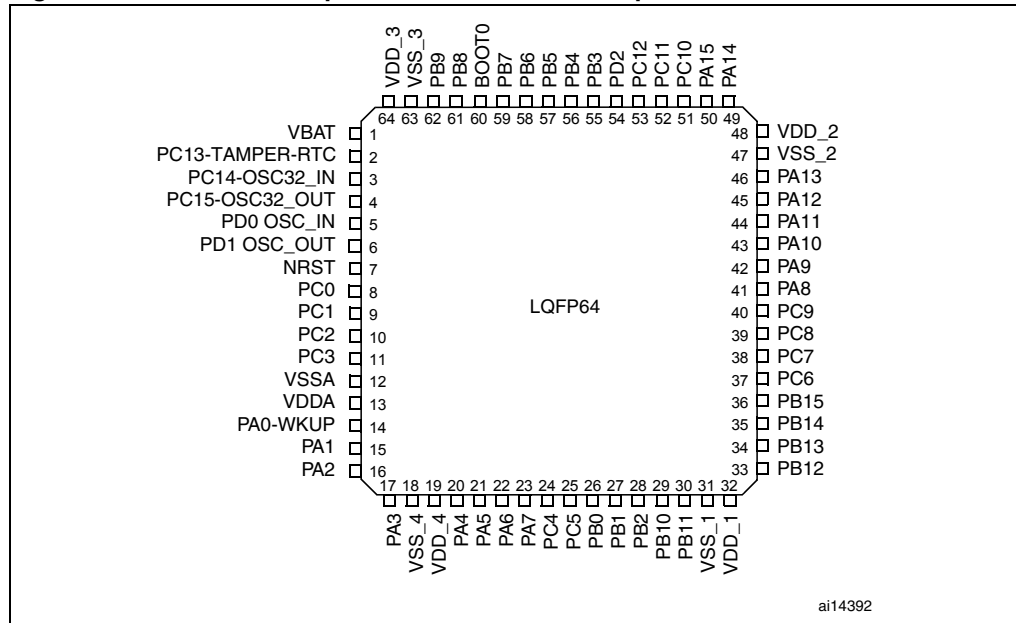 VDD_3
VSS_3
PB9
PB8
BOOT0
PB7
PB6
PB5
PB4
PB3
PD2
PC12
PC11
PC10
PA15
PA14
64 63 62 61 60 59 58 57 56 55 54 53 52 51 50 49
VBAT 1
PC13-TAMPER-RTC 2
PC14-OSC32_IN 3
PC15-OSC32_OUT 4
PD0 OSC_IN 5
PD1 OSC_OUT 6
NRST 7
PC0 8
PC1 9
PC2 10
PC3 11
VSSA 12
VDDA 13
PA0-WKUP 14
PA1 15
PA2 16
LQFP64
48 VDD_2
47 VSS_2
46 PA13
45 PA12
44 PA11
43 PA10
42 PA9
41 PA8
40 PC9
39 PC8
38 PC7
37 PC6
36 PB15
35 PB14
34 PB13
33 PB12
17 18 19 20 21 22 23 24 25 26 27 28 29 30 31 32
PA3
VSS_4
VDD_4
PA4
PA5
PA6
PA7
PC4
PC5
PB0
PB1
PB2
PB10
PB11
VSS_1
VDD_1
ai14392